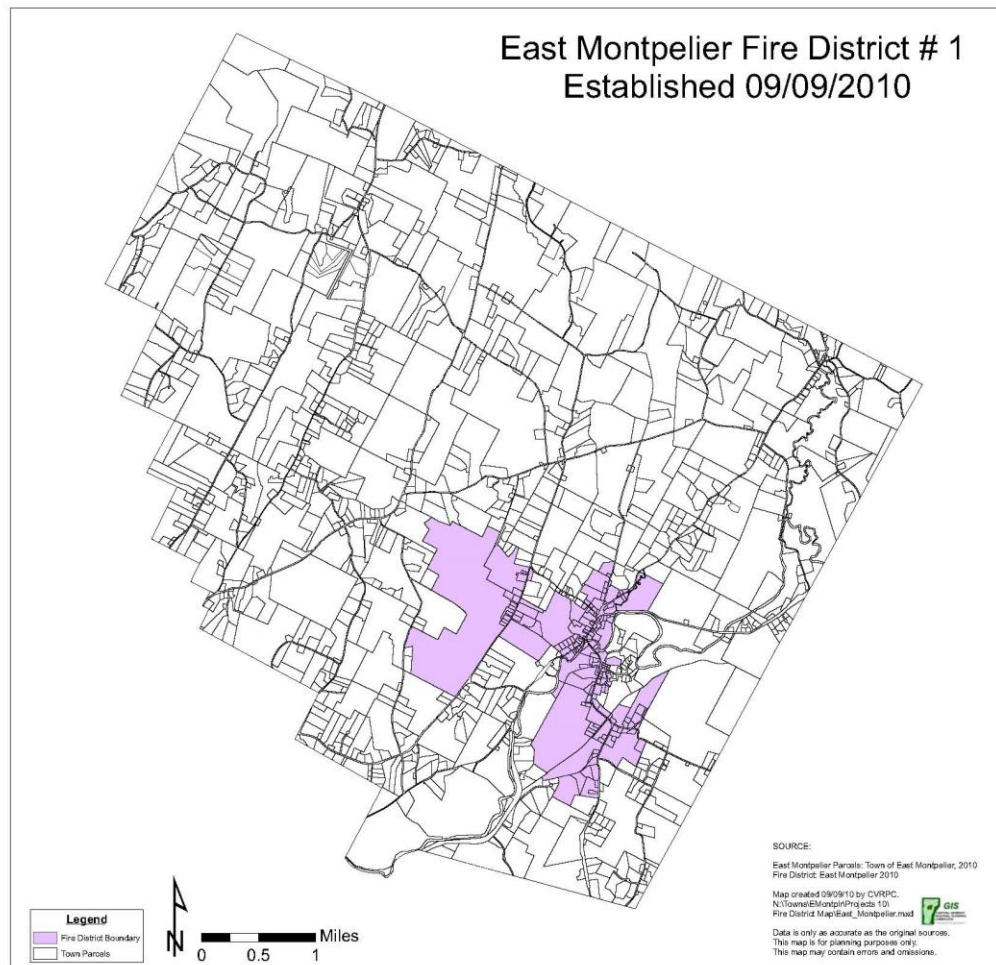 East Montpelier Fire District # 1
Established 09/09/2010
SOURCE:
East Montpelier Parcels: Town of East Montpelier, 2010
Fire District: East Montpelier 2010
Map created 09/09/10 by CVRPC.
N:\Towns\EMontplr\Projects 10\
Fire District Map\East_Montpelier.mxd
GIS
Data is only as accurate as the original sources.
This map is for planning purposes only.
This map may contain errors and omissions.
Legend
Fire District Boundary
Town Parcels
N
Miles
0 0.5 1